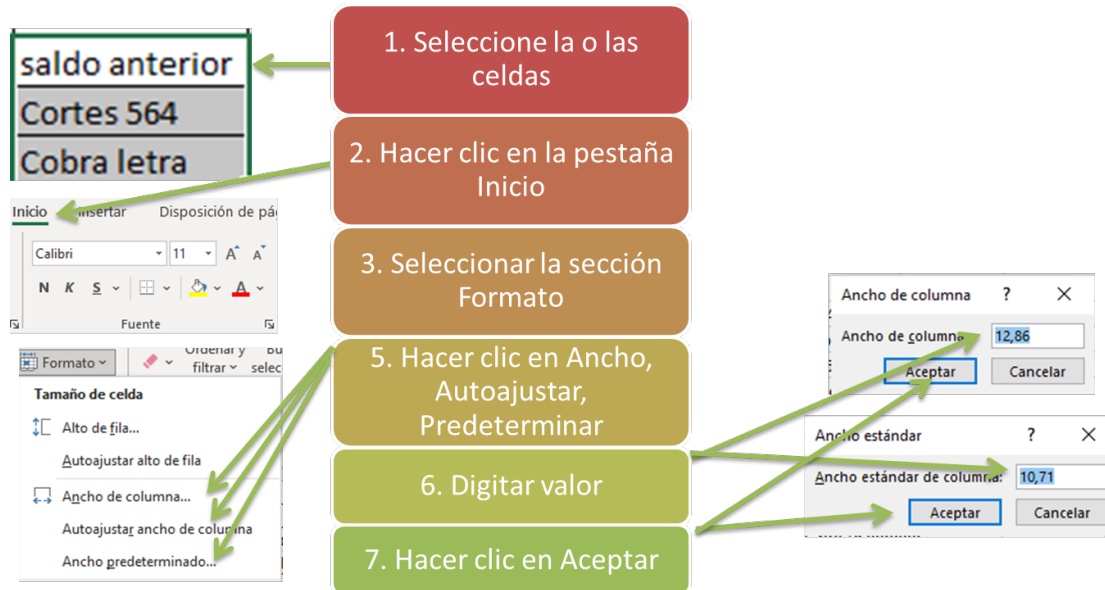 saldo anterior
Cortes 564
Cobra letra
Inicio Insertar Disposición de pá
Calibri 11 A A
N K S A
Fuente
Formato Ordenar y
filtrar selec
Tamaño de celda
Alto de fila...
Autoajustar alto de fila
Ancho de columna...
Autoajustar ancho de columna
Ancho predeterminado...
1. Seleccione la o las
celdas
2. Hacer clic en la pestaña
Inicio
3. Seleccionar la sección
Formato
5. Hacer clic en Ancho,
Autoajustar,
Predeterminar
6. Digitar valor
7. Hacer clic en Aceptar
Ancho de columna ?
Ancho de columna 12,86
Aceptar Cancelar
Ancho estándar ?
Ancho estándar de columna: 10,71
Aceptar Cancelar